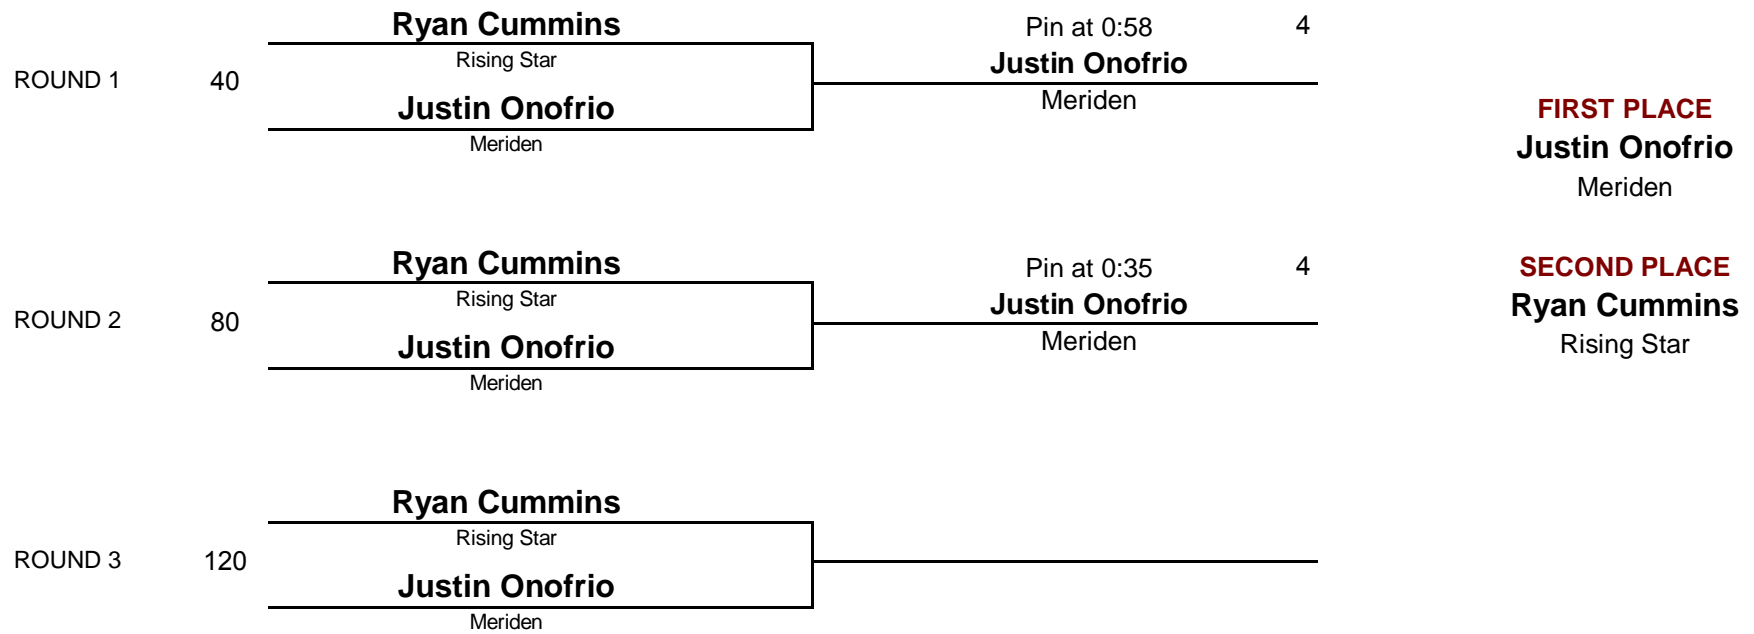 Ryan Cummins
Pin at 0:58 4
Rising Star
Justin Onofrio
ROUND 1 40
Meriden
Justin Onofrio
Meriden
FIRST PLACE
Justin Onofrio
Meriden
Ryan Cummins
Pin at 0:35 4
SECOND PLACE
Rising Star
Justin Onofrio
Ryan Cummins
ROUND 2 80
Meriden
Rising Star
Justin Onofrio
Meriden
Ryan Cummins
Rising Star
ROUND 3 120
Justin Onofrio
Meriden